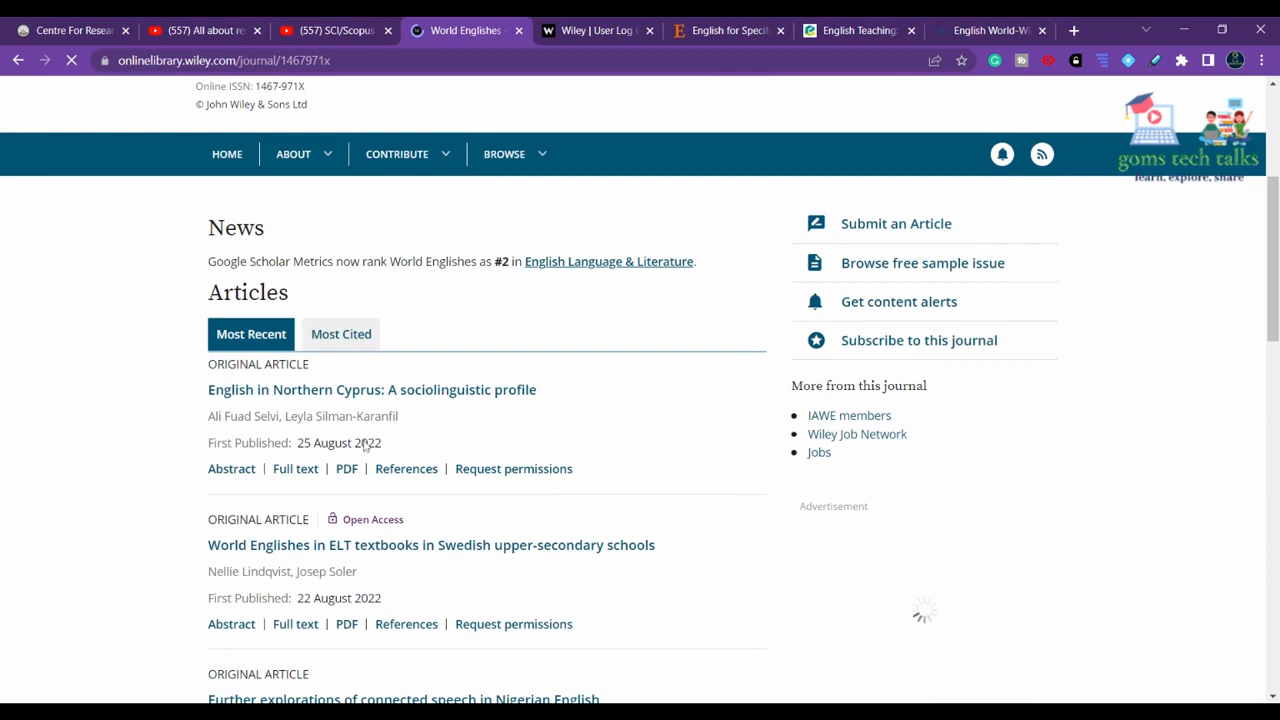 Centre For Resear
(557) All about re
(557) SCI/Scopus
World Englishes -
Wiley | User Log i
English for Specif
English Teaching:
English World-Wi
onlinelibrary.wiley.com/journal/1467971x
Online ISSN: 1467-971X
© John Wiley & Sons Ltd
HOME
ABOUT
CONTRIBUTE
BROWSE
goms tech talks
learn, explore, share
News
Google Scholar Metrics now rank World Englishes as #2 in English Language & Literature.
Articles
Most Recent
Most Cited
ORIGINAL ARTICLE
English in Northern Cyprus: A sociolinguistic profile
Ali Fuad Selvi, Leyla Silman-Karanfil
First Published: 25 August 2022
Abstract | Full text | PDF | References | Request permissions
ORIGINAL ARTICLE | Open Access
World Englishes in ELT textbooks in Swedish upper-secondary schools
Nellie Lindqvist, Josep Soler
First Published: 22 August 2022
Abstract | Full text | PDF | References | Request permissions
ORIGINAL ARTICLE
Further explorations of connected speech in Nigerian English
Submit an Article
Browse free sample issue
Get content alerts
Subscribe to this journal
More from this journal
IAWE members
Wiley Job Network
Jobs
Advertisement